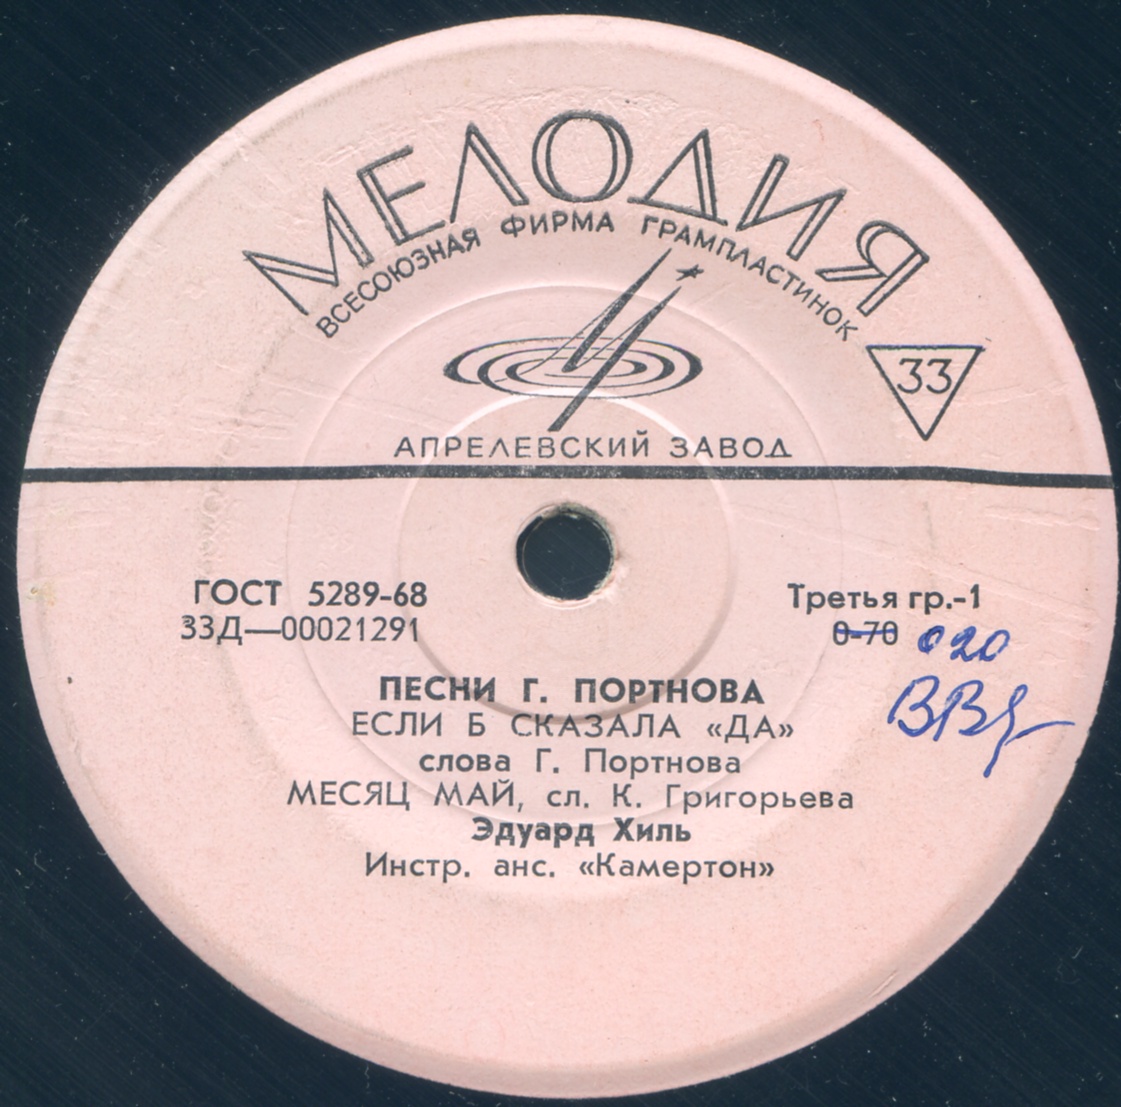 МЕЛОДИЯ
ВСЕСОЮЗНАЯ ФИРМА ГРАМПЛАСТИНОК
33
АПРЕЛЕВСКИЙ ЗАВОД
ГОСТ 5289-68
33Д—00021291
Третья гр.-1
0-70 020
ПЕСНИ Г. ПОРТНОВА
ЕСЛИ Б СКАЗАЛА «ДА»
слова Г. Портнова
МЕСЯЦ МАЙ, сл. К. Григорьева
Эдуард Хиль
Инстр. анс. «Камертон»